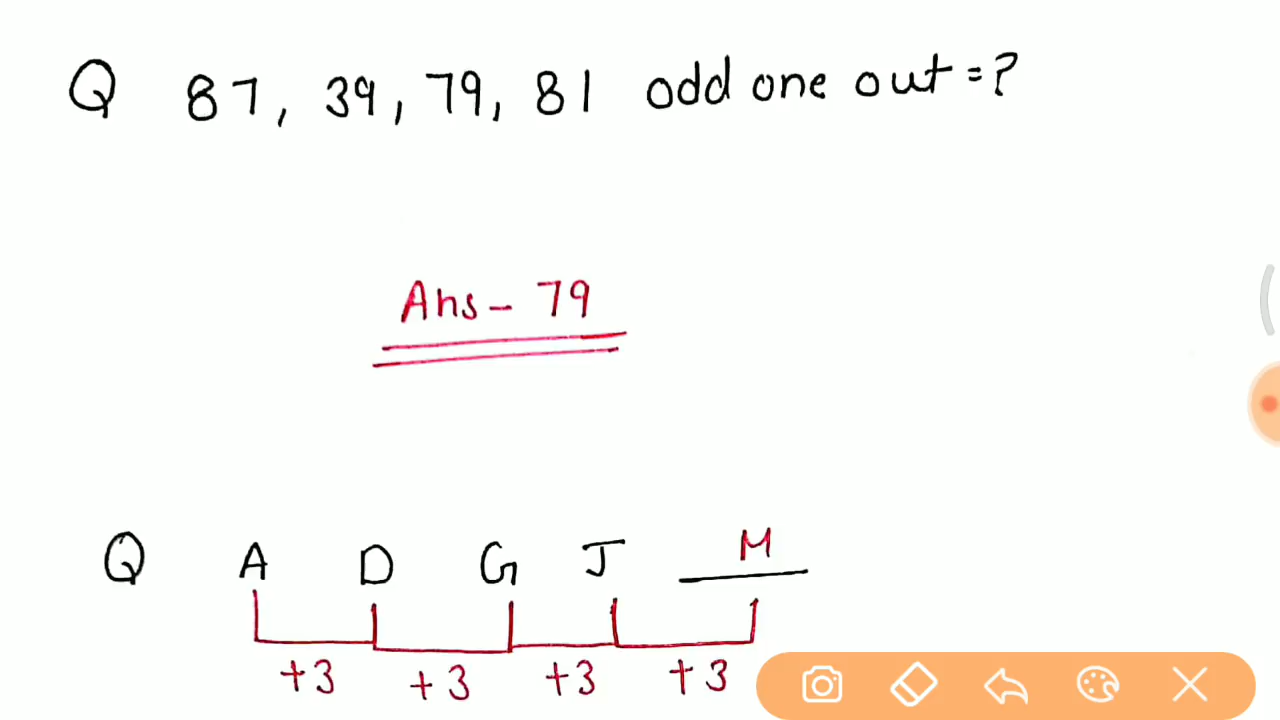 Q 87, 39, 79, 81 odd one out = ?
Ans - 79
Q A D G J M
+3 +3 +3 +3